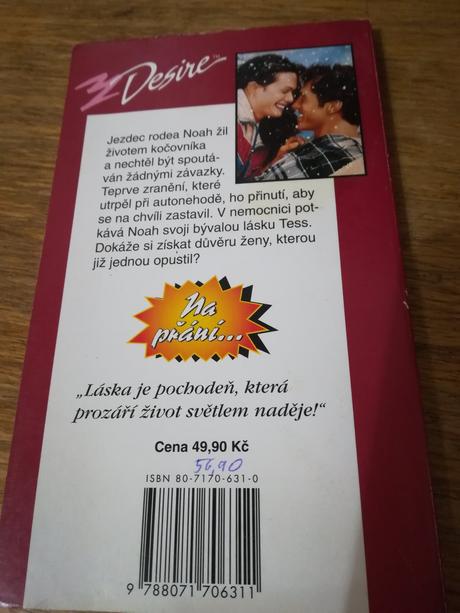 Desire™
Jezdec rodea Noah žil
životem kočovníka
a nechtěl být spoutá-
ván žádnými závazky.
Teprve zranění, které
utrpěl při autonehodě, ho přinutí, aby
se na chvíli zastavil. V nemocnici pot-
kává Noah svoji bývalou lásku Tess.
Dokáže si získat důvěru ženy, kterou
již jednou opustil?
Na
přání...
„Láska je pochodeň, která
prozáří život světlem naděje!“
Cena 49,90 Kč
56,90
ISBN 80-7170-631-0
9 788071 706311